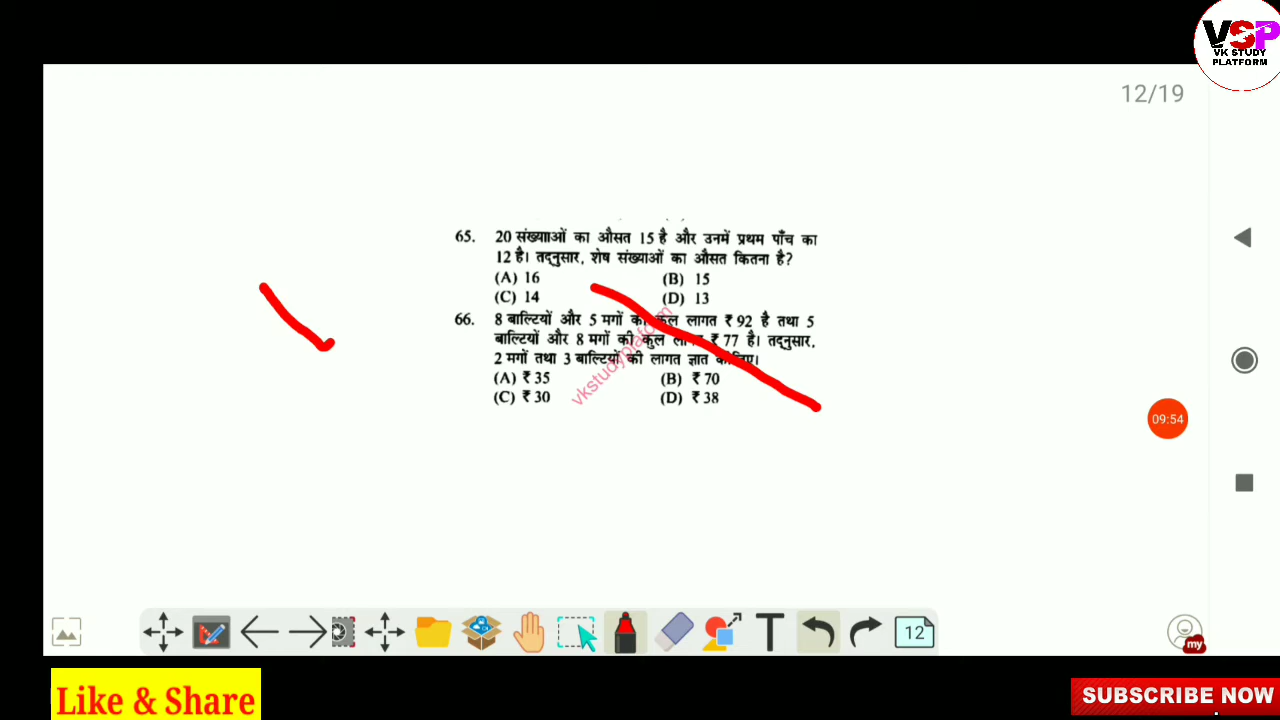 VSP
VK STUDY
PLATFORM
12/19
65. 20 संख्यााओं का औसत 15 है और उनमें प्रथम पाँच का
12 है। तद्नुसार, शेष संख्याओं का औसत कितना है?
(A) 16 (B) 15
(C) 14 (D) 13
66. 8 बाल्टियों और 5 मगों की कुल लागत ₹ 92 है तथा 5
बाल्टियों और 8 मगों की कुल लागत ₹ 77 है। तद्नुसार,
2 मगों तथा 3 बाल्टियों की लागत ज्ञात कीजिए।
(A) ₹ 35 (B) ₹ 70
(C) ₹ 30 (D) ₹ 38
vkstudyplatform
09:54
T
12
my
Like & Share
SUBSCRIBE NOW